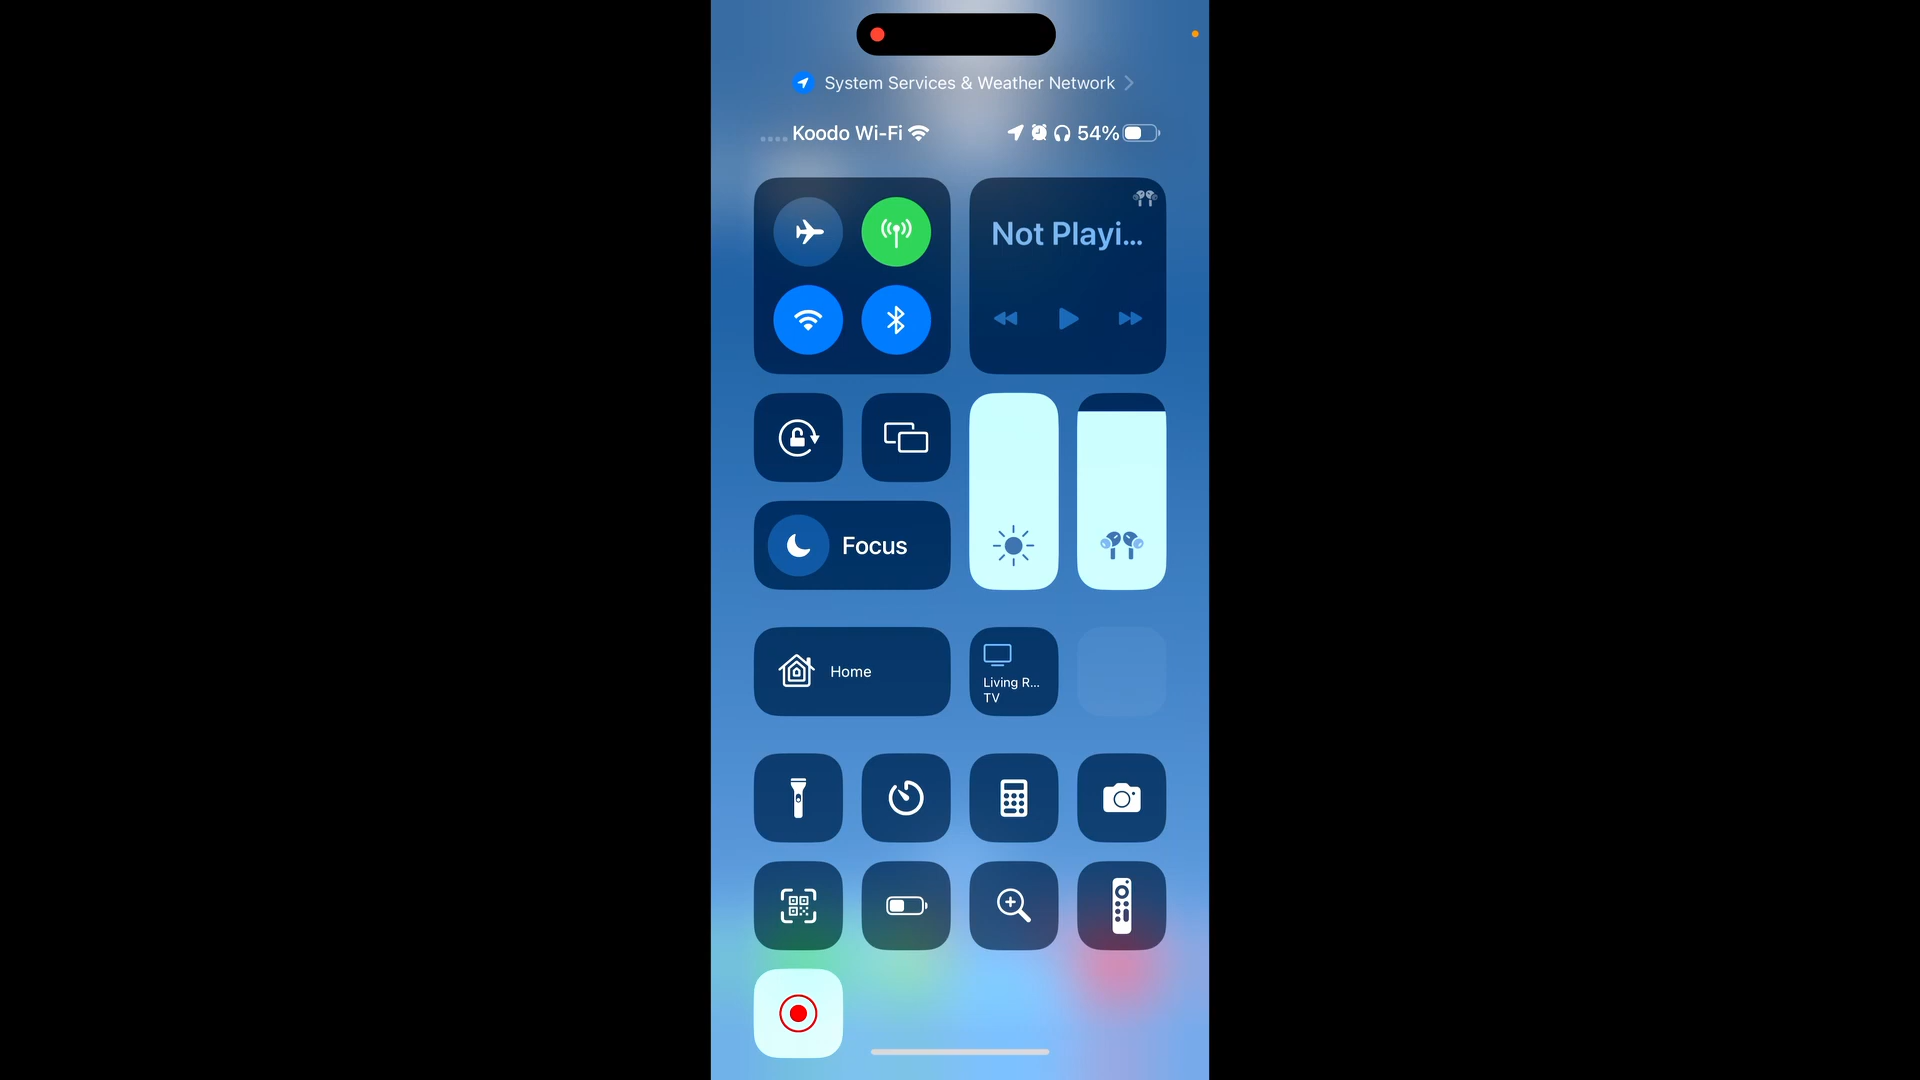 System Services & Weather Network
Koodo Wi-Fi 54%
Not Playi...
Focus
Home
Living R...
TV